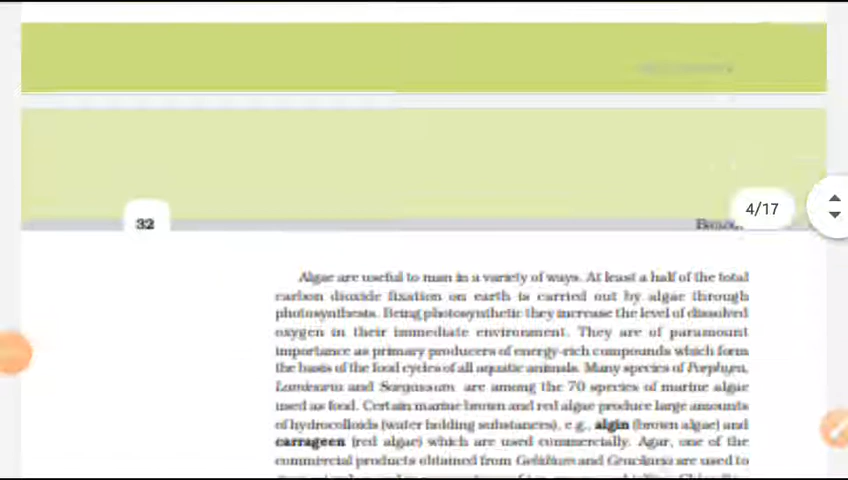 32
4/17
Algae are useful to man in a variety of ways. At least a half of the total
carbon dioxide fixation on earth is carried out by algae through
photosynthesis. Being photosynthetic they increase the level of dissolved
oxygen in their immediate environment. They are of paramount
importance as primary producers of energy-rich compounds which form
the basis of the food cycles of all aquatic animals. Many species of Porphyra,
Laminaria and Sargassum are among the 70 species of marine algae
used as food. Certain marine brown and red algae produce large amounts
of hydrocolloids (water holding substances), e.g., algin (brown algae) and
carrageen (red algae) which are used commercially. Agar, one of the
commercial products obtained from Gelidium and Gracilaria are used to